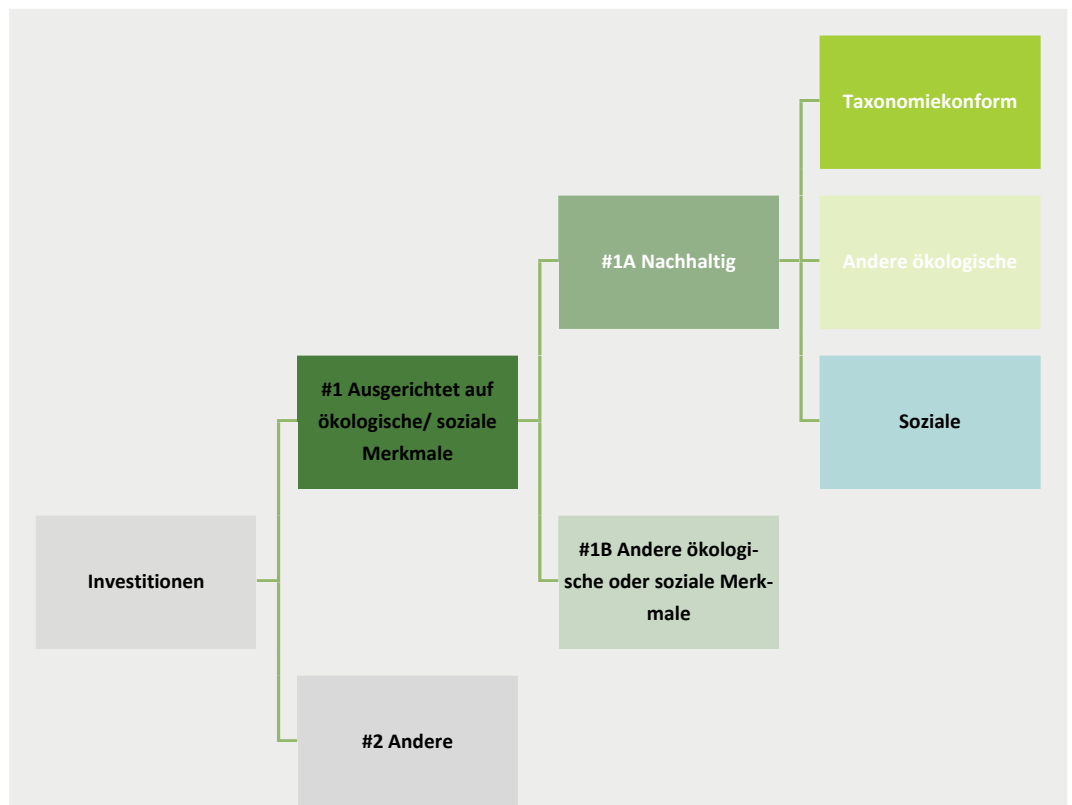 Taxonomiekonform
#1A Nachhaltig
Andere ökologische
#1 Ausgerichtet auf
ökologische/ soziale
Merkmale
Soziale
Investitionen
#1B Andere ökologi-
sche oder soziale Merk-
male
#2 Andere